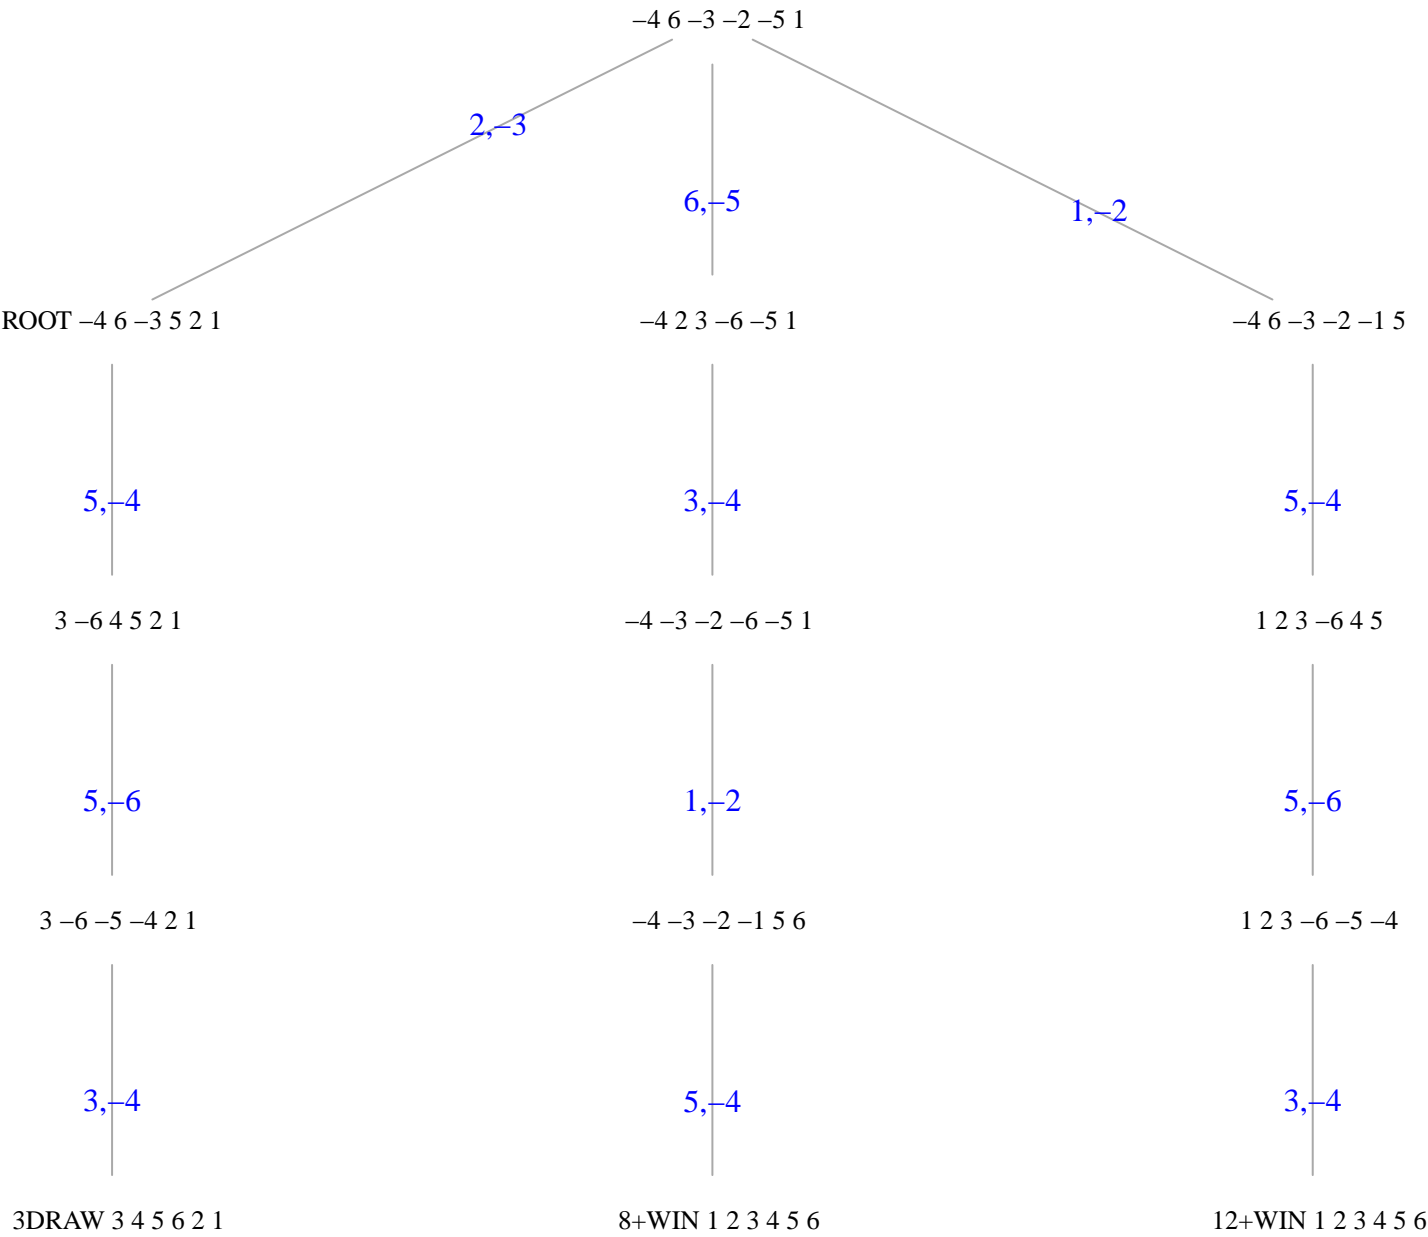 –4 6 –3 –2 –5 1
2,–3
6,–5
1,–2
ROOT –4 6 –3 5 2 1
–4 2 3 –6 –5 1
–4 6 –3 –2 –1 5
5,–4
3,–4
5,–4
3 –6 4 5 2 1
–4 –3 –2 –6 –5 1
1 2 3 –6 4 5
5,–6
1,–2
5,–6
3 –6 –5 –4 2 1
–4 –3 –2 –1 5 6
1 2 3 –6 –5 –4
3,–4
5,–4
3,–4
3DRAW 3 4 5 6 2 1
8+WIN 1 2 3 4 5 6
12+WIN 1 2 3 4 5 6